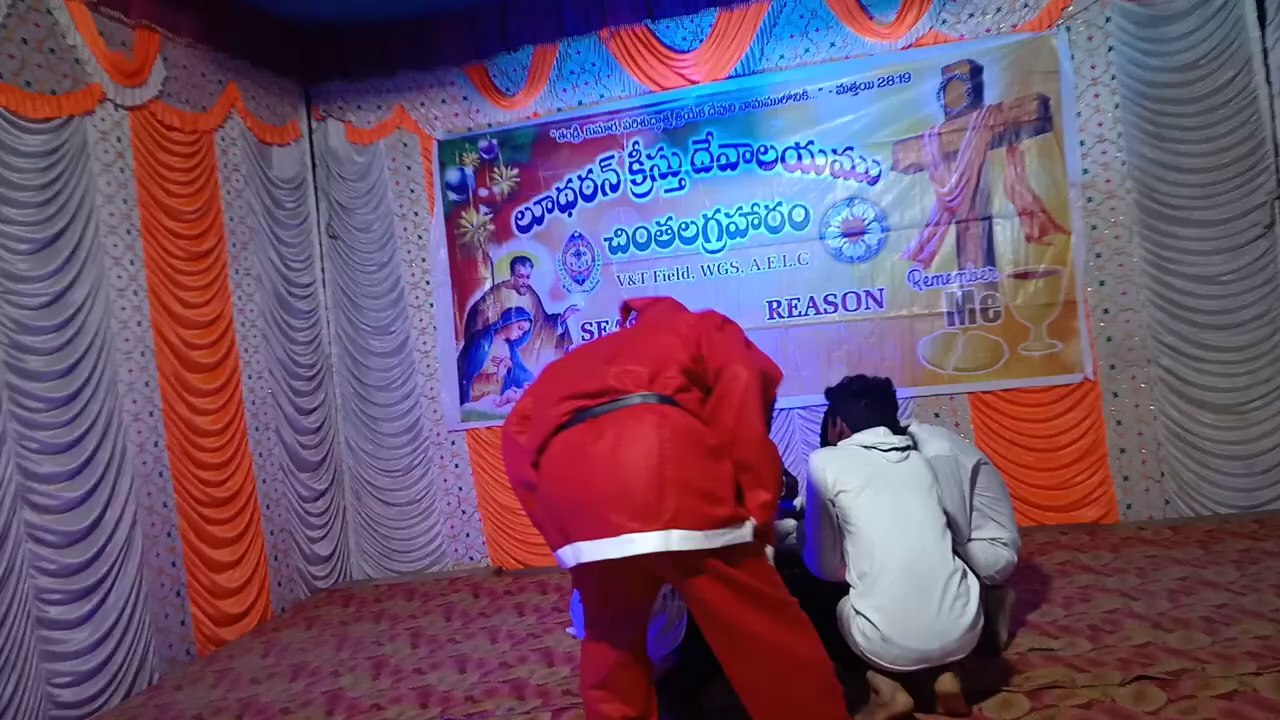 "తండ్రి, కుమార, పరిశుద్ధాత్మ త్రియేక దేవుని నామములోనికి..." - మత్తయి 28:19
లూథరన్ క్రీస్తు దేవాలయము
చింతలగ్రహారం
V&T Field, WGS, A.E.L.C
REASON
Remember
Me